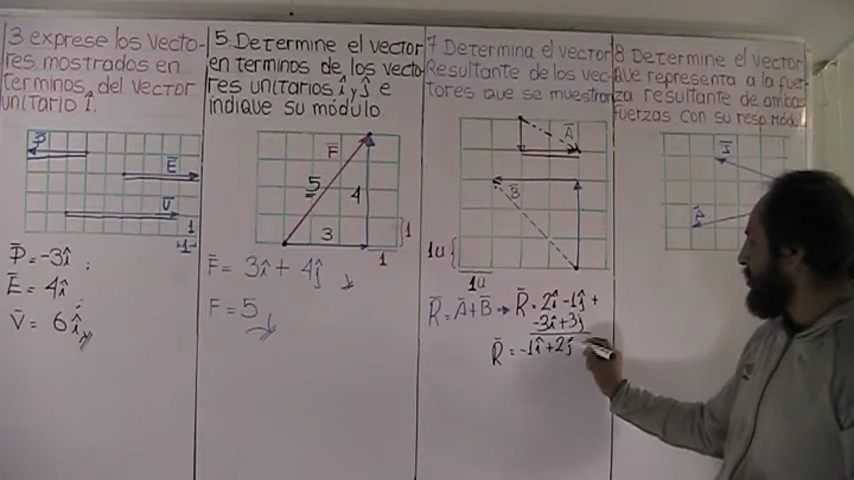 3 exprese los vecto-
res mostrados en
terminos del vector
unitario î.
P̄
Ē
V̄
1
-1-
P̄ = -3î ;
Ē = 4î ;
V̄ = 6î
5. Determine el vector
en terminos de los vecto-
res unitarios î y ĵ e
indique su módulo
F̄
5
4
3
1
1
F̄ = 3î + 4ĵ
F = 5
7 Determina el vector
Resultante de los vec-
tores que se muestran
Ā
B̄
1u
1u
R̄ = Ā + B̄ → R̄ = 2î - 1ĵ +
-3î + 3ĵ
R̄ = -1î + 2ĵ
8 Determine el vector
que representa a la fuer-
za resultante de ambas
fuerzas con su resp. Módu